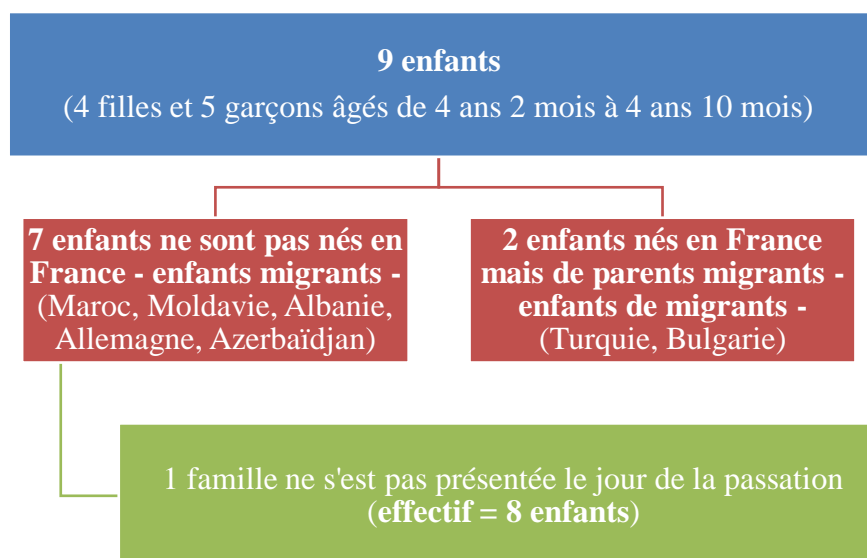 9 enfants
(4 filles et 5 garçons âgés de 4 ans 2 mois à 4 ans 10 mois)
7 enfants ne sont pas nés en
France - enfants migrants -
(Maroc, Moldavie, Albanie,
Allemagne, Azerbaïdjan)
2 enfants nés en France
mais de parents migrants -
enfants de migrants -
(Turquie, Bulgarie)
1 famille ne s'est pas présentée le jour de la passation
(effectif = 8 enfants)